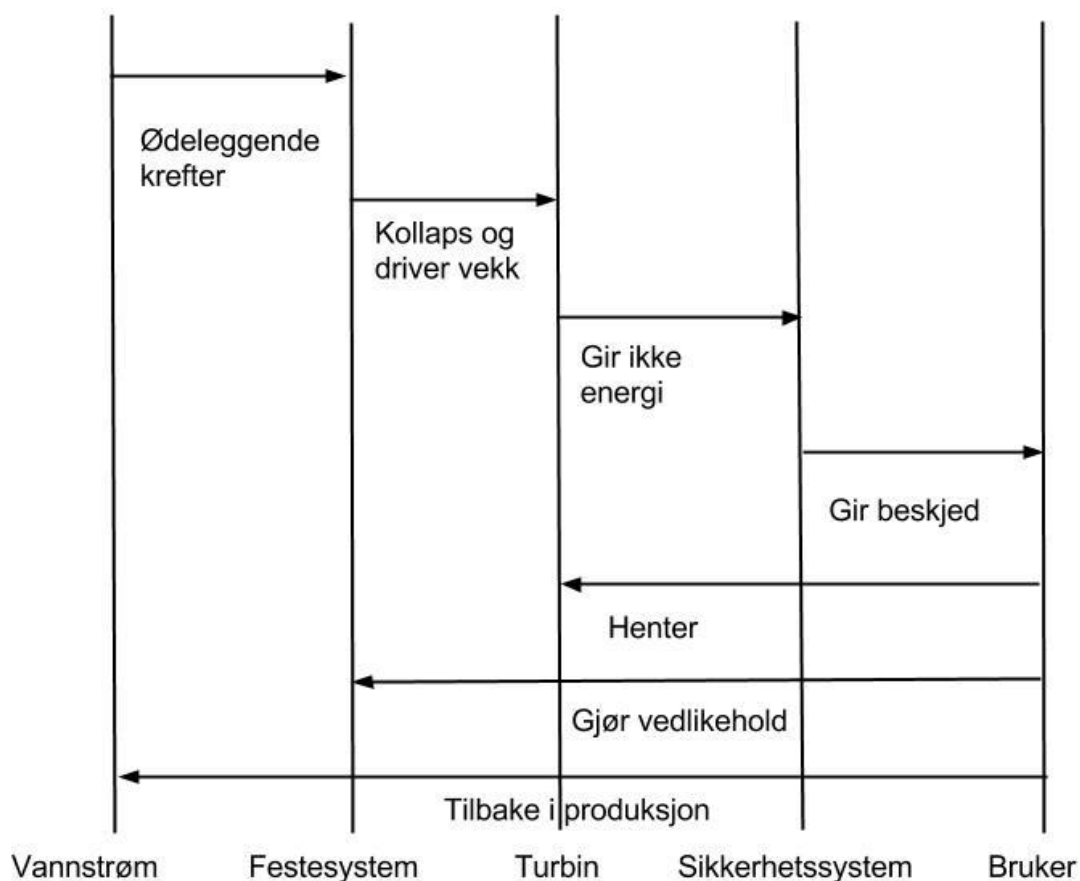 Ødeleggende
krefter
Kollaps og
driver vekk
Gir ikke
energi
Gir beskjed
Henter
Gjør vedlikehold
Tilbake i produksjon
Vannstrøm Festesystem Turbin Sikkerhetssystem Bruker